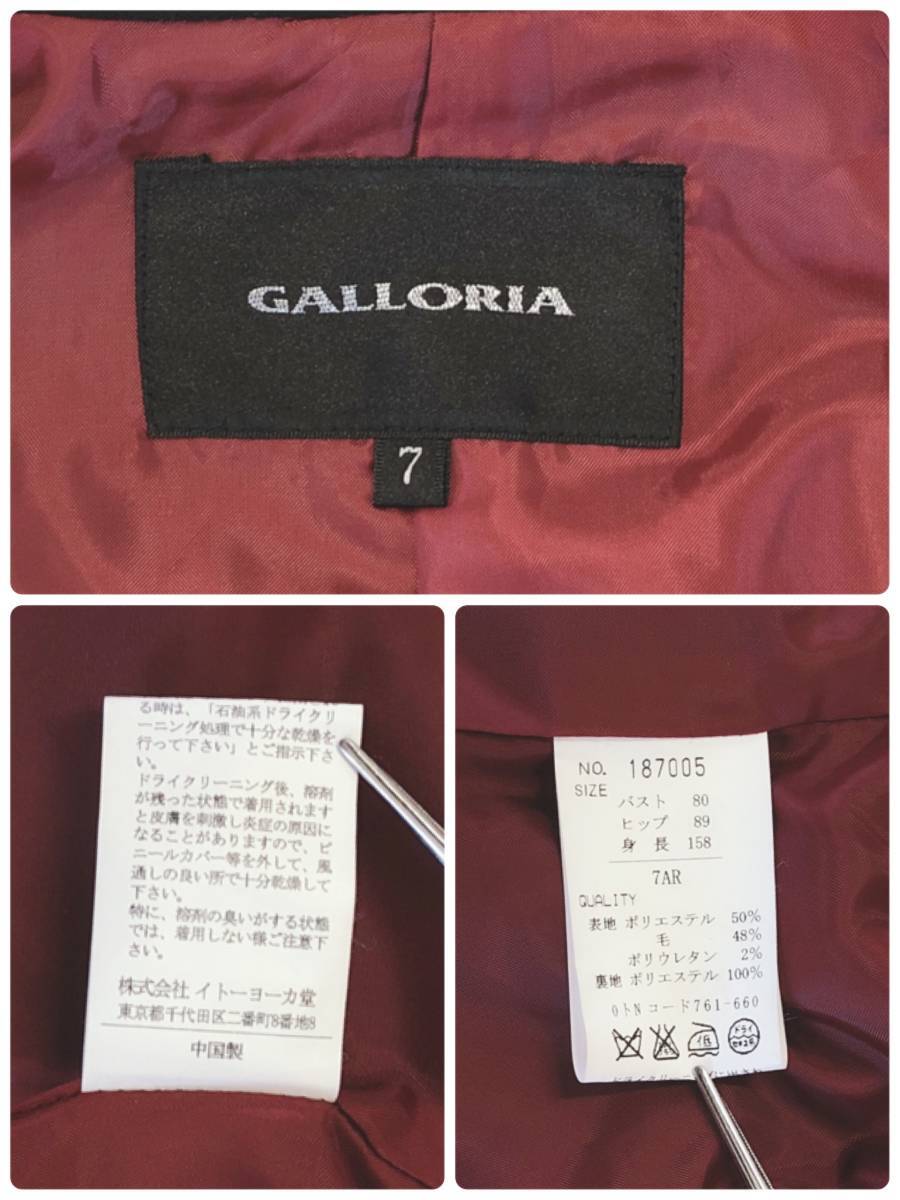 GALLORIA
7
る時は、「石油系ドライクリ
ーニング処理で十分な乾燥を
行って下さい」とご指示下さ
い。
ドライクリーニング後、溶剤
が残った状態で着用されます
と皮膚を刺激し炎症の原因に
なることがありますので、ビ
ニールカバー等を外して、風
通しの良い所で十分乾燥して
下さい。
特に、溶剤の臭いがする状態
では、着用しない様ご注意下
さい。
株式会社 イトーヨーカ堂
東京都千代田区二番町8番地8
中国製
NO. 187005
SIZE
バスト 80
ヒップ 89
身 長 158
7AR
QUALITY
表地 ポリエステル 50%
毛 48%
ポリウレタン 2%
裏地 ポリエステル 100%
0トN コード761-660
低
ドライ
セキユ系